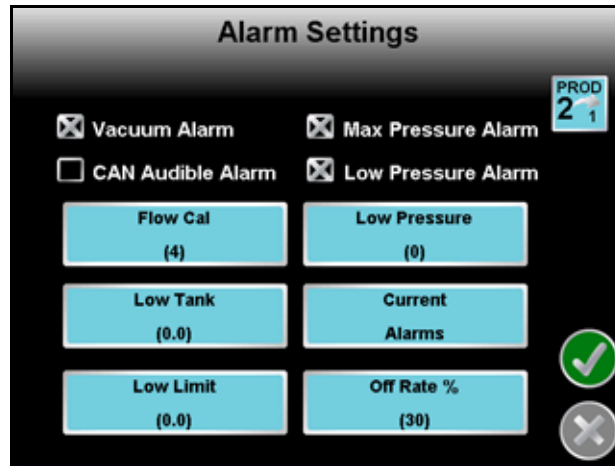 Alarm Settings
PROD
2 1
Vacuum Alarm
Max Pressure Alarm
CAN Audible Alarm
Low Pressure Alarm
Flow Cal
(4)
Low Pressure
(0)
Low Tank
(0.0)
Current
Alarms
Low Limit
(0.0)
Off Rate %
(30)